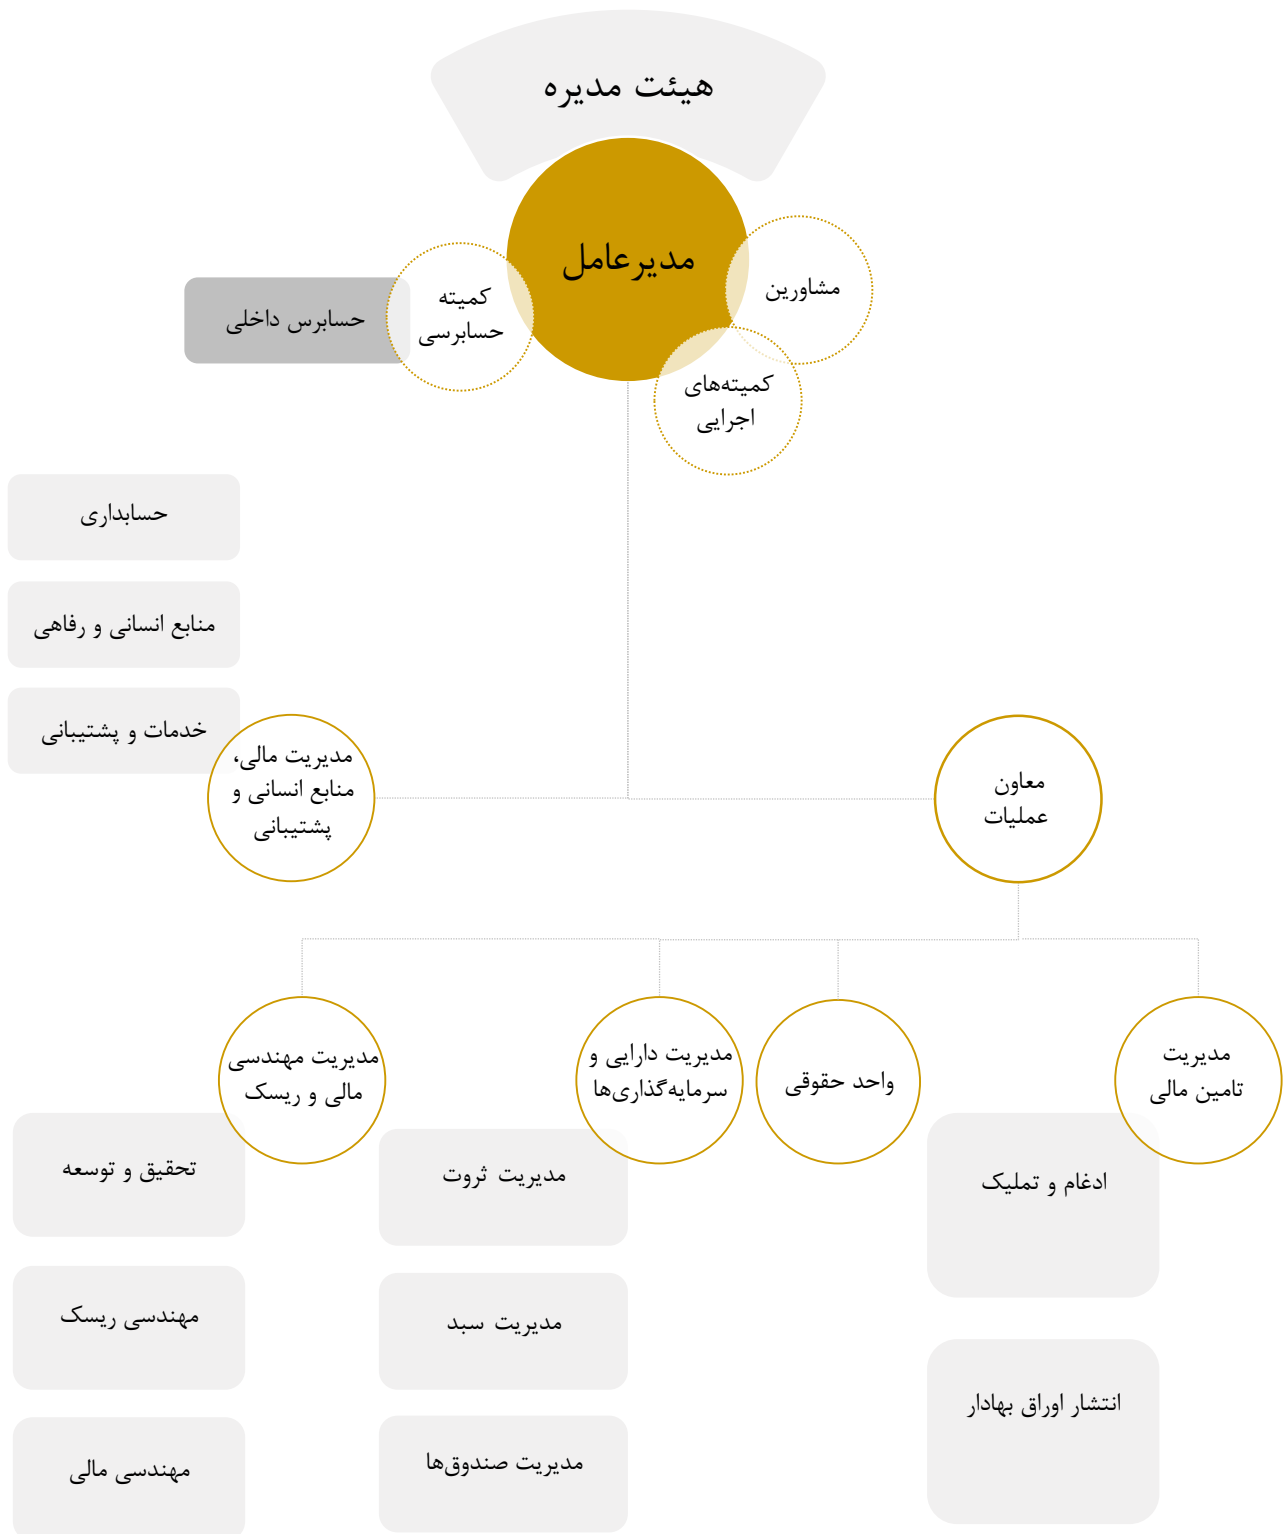 هیئت مدیره
مدیرعامل
مشاورین
کمیته
حسابرسی
حسابرس داخلی
کمیته‌های
اجرایی
حسابداری
منابع انسانی و رفاهی
خدمات و پشتیبانی
مدیریت مالی،
منابع انسانی و
پشتیبانی
معاون
عملیات
مدیریت
تامین مالی
واحد حقوقی
مدیریت دارایی و
سرمایه‌گذاری‌ها
مدیریت مهندسی
مالی و ریسک
ادغام و تملیک
انتشار اوراق بهادار
مدیریت ثروت
مدیریت سبد
مدیریت صندوق‌ها
تحقیق و توسعه
مهندسی ریسک
مهندسی مالی